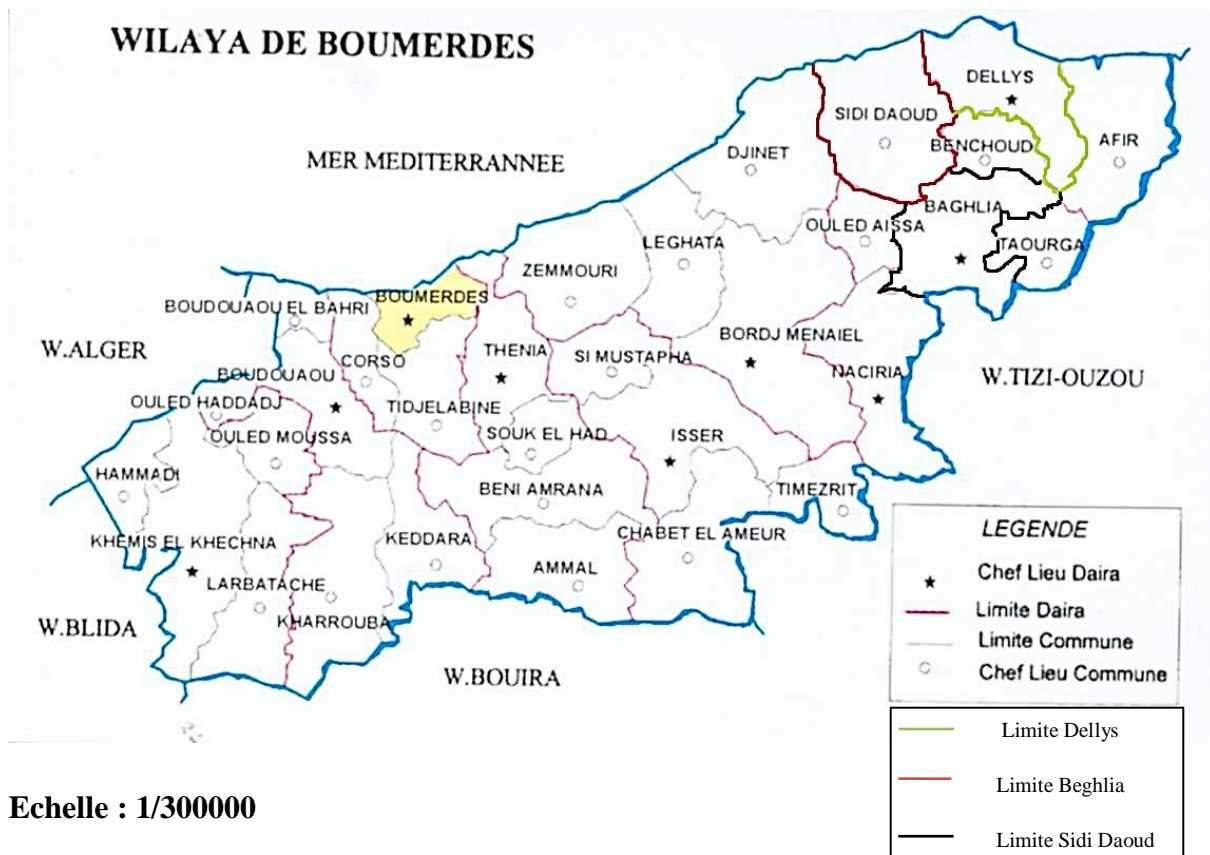 WILAYA DE BOUMERDES
DELLYS
SIDI DAOUD
BENCHOUD
AFIR
DJINET
MER MEDITERRANNEE
BAGHLIA
OULED AISSA
TAOURGA
LEGHATA
ZEMMOURI
BOUMERDES
BOUDOUAOU EL BAHRI
BORDJ MENAIEL
W.ALGER
THENIA
SI MUSTAPHA
CORSO
BOUDOUAOU
NACIRIA
W.TIZI-OUZOU
OULED HADDADJ
TIDJELABINE
OULED MOUSSA
SOUK EL HAD
ISSER
HAMMADI
BENI AMRANA
TIMEZRIT
KHEMIS EL KHECHNA
KEDDARA
CHABET EL AMEUR
LARBATACHE
AMMAL
KHARROUBA
W.BLIDA
W.BOUIRA
LEGENDE
Chef Lieu Daira
Limite Daira
Limite Commune
Chef Lieu Commune
Limite Dellys
Limite Beghlia
Limite Sidi Daoud
Echelle : 1/300000